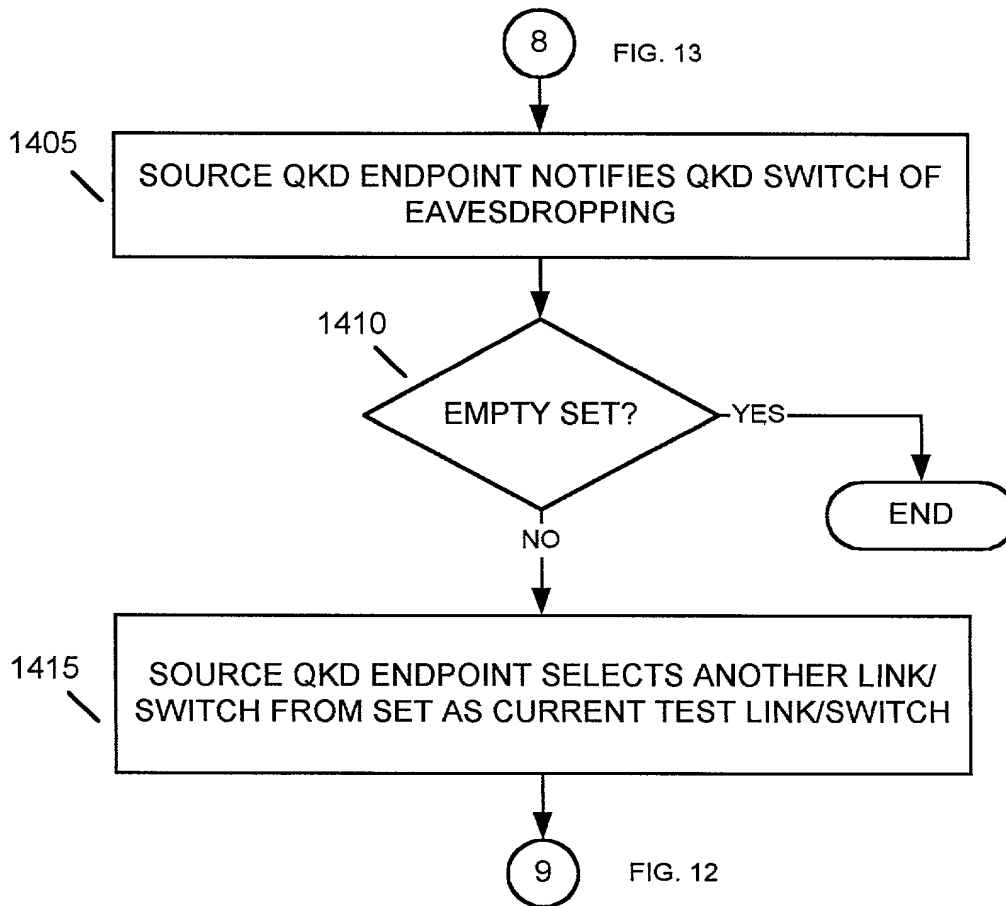 8
FIG. 13
1405
SOURCE QKD ENDPOINT NOTIFIES QKD SWITCH OF
EAVESDROPPING
1410
EMPTY SET?
YES
END
NO
1415
SOURCE QKD ENDPOINT SELECTS ANOTHER LINK/
SWITCH FROM SET AS CURRENT TEST LINK/SWITCH
9
FIG. 12